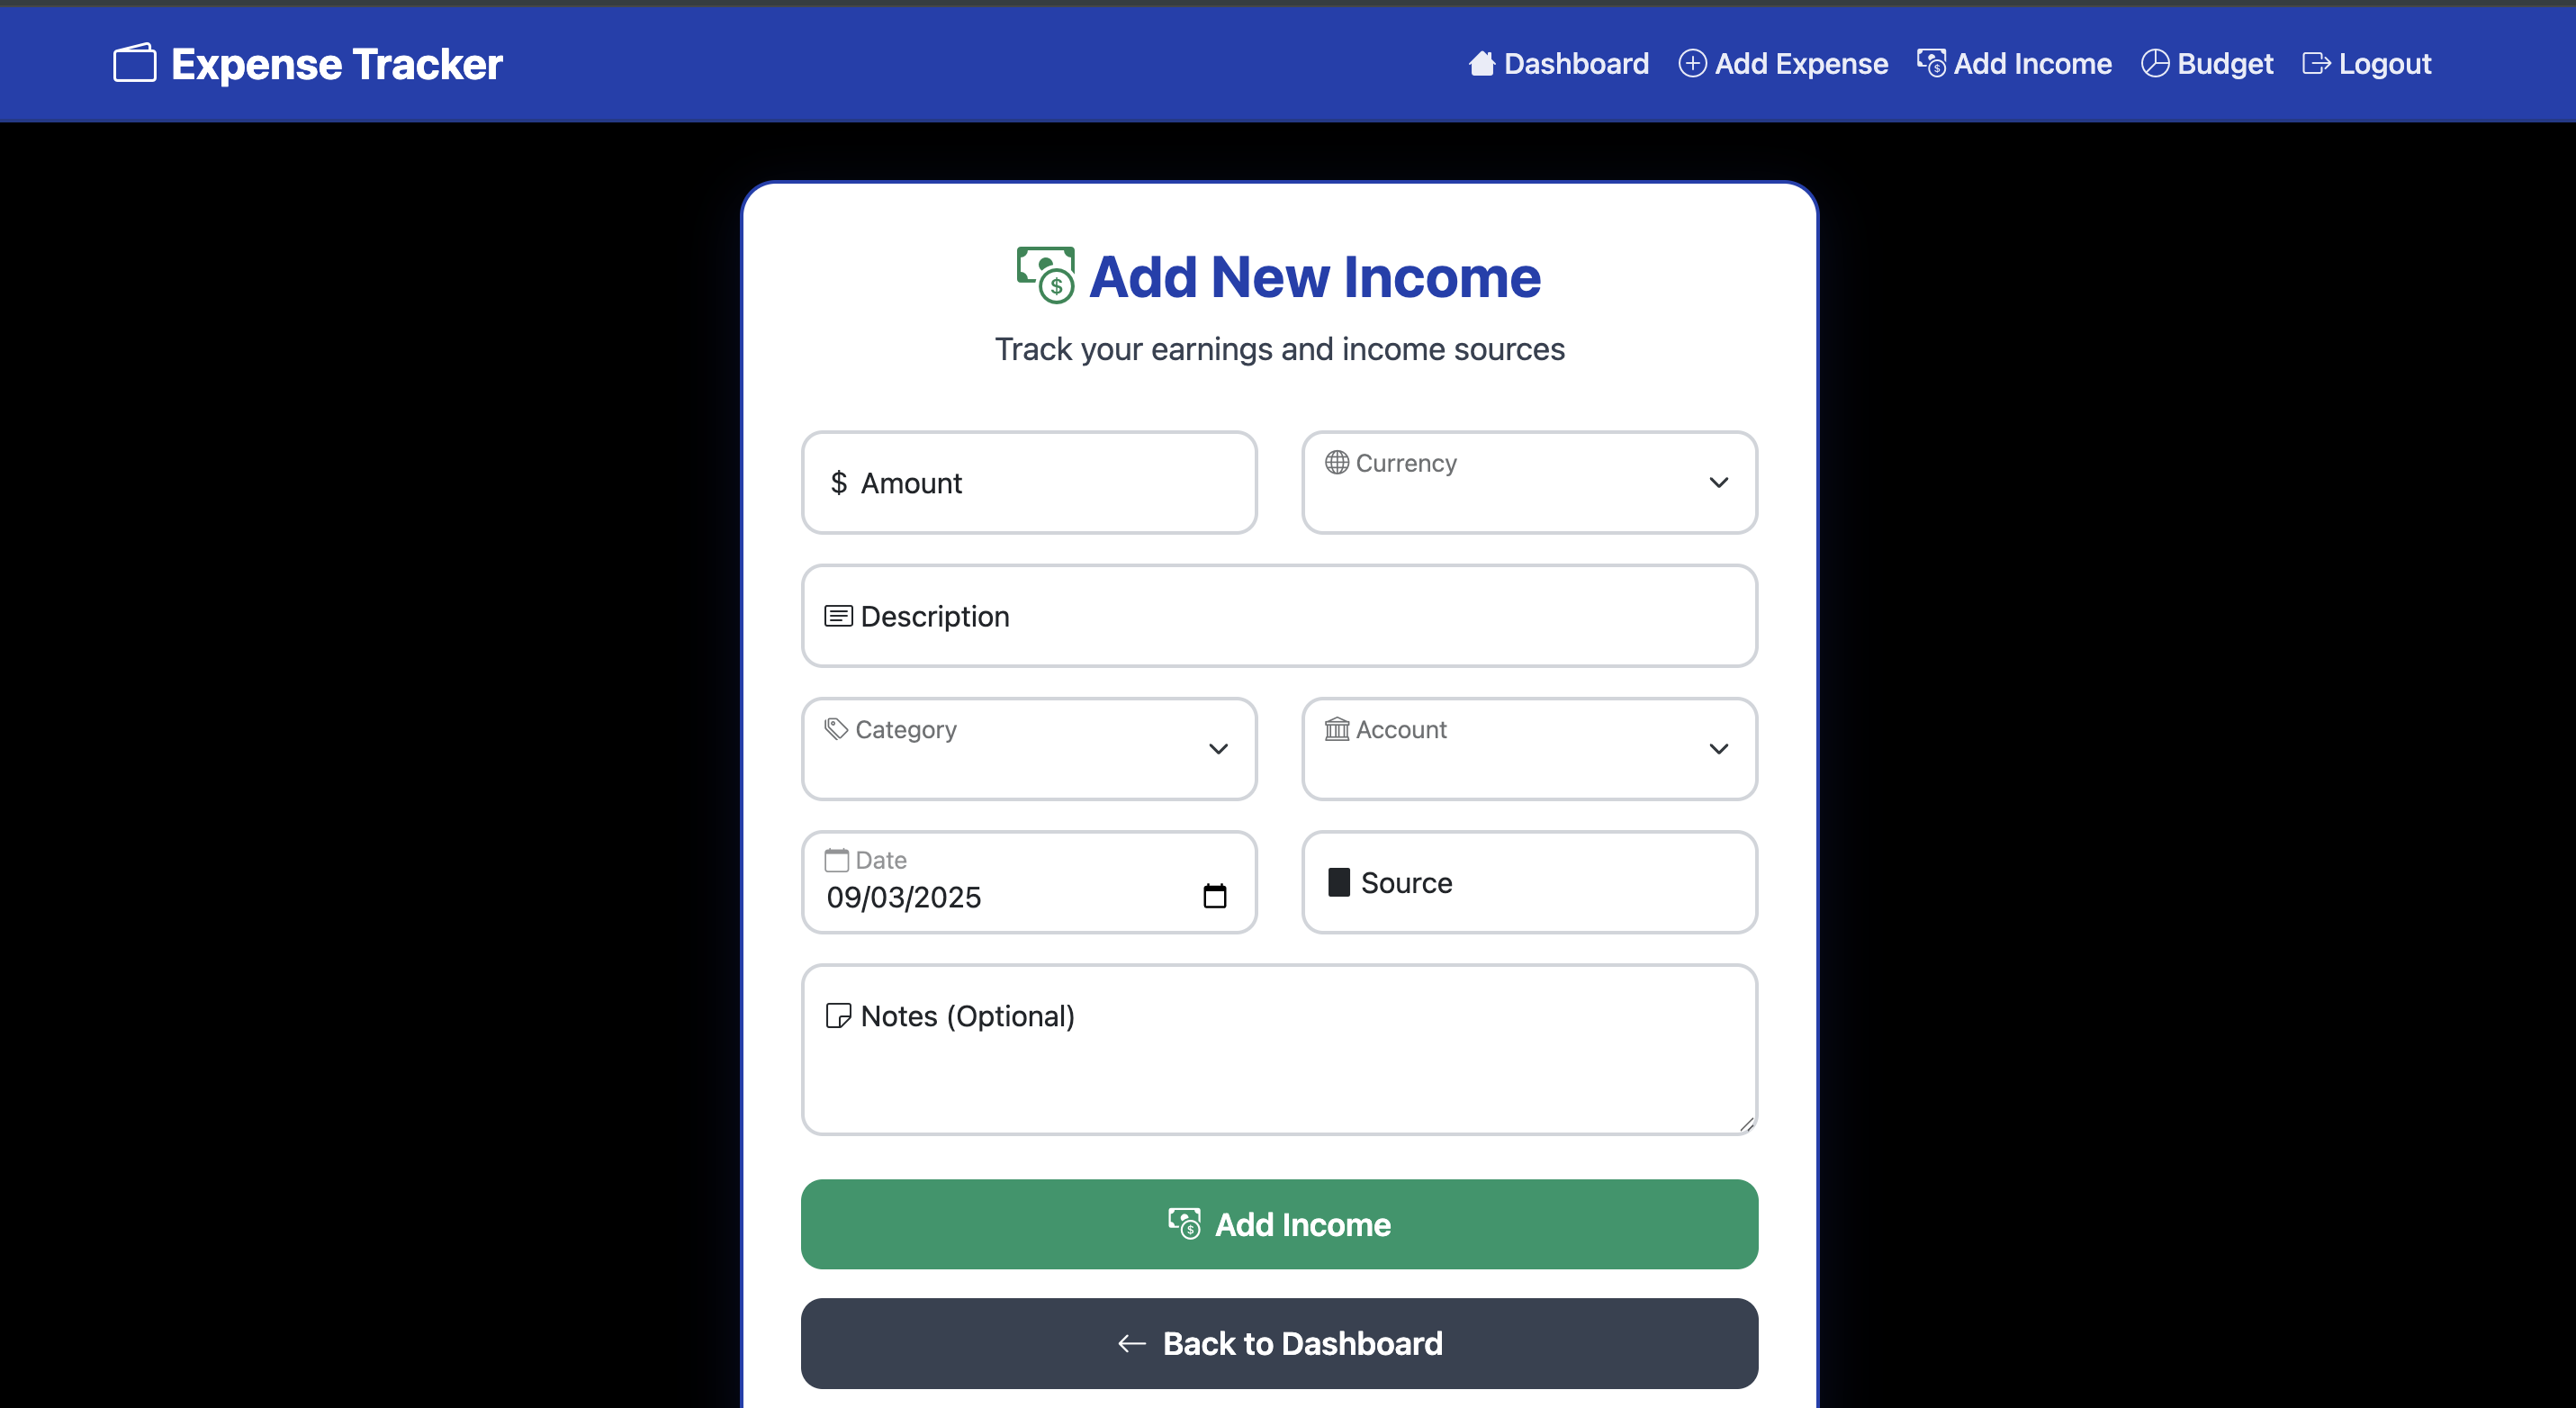 Expense Tracker
Dashboard Add Expense Add Income Budget Logout
Add New Income
Track your earnings and income sources
$ Amount
Currency
Description
Category
Account
Date
09/03/2025
Source
Notes (Optional)
Add Income
Back to Dashboard